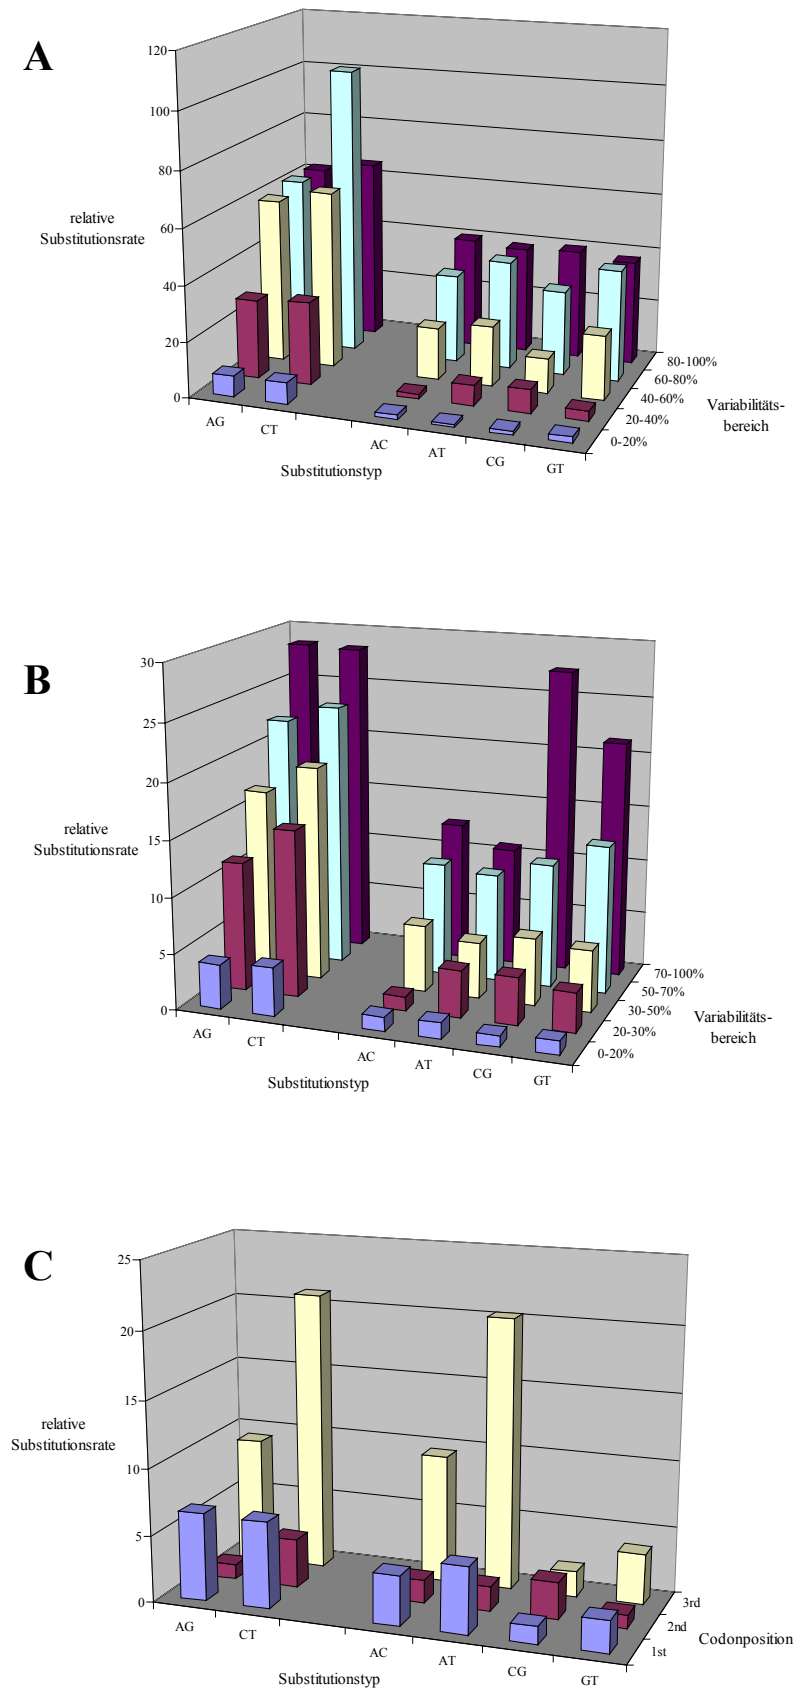 A
120
100
80
60
40
20
0
relative
Substitutionsrate
AG
CT
AC
AT
CG
GT
Substitutionstyp
80-100%
60-80%
40-60%
20-40%
0-20%
Variabilitäts-
bereich
B
30
25
20
15
10
5
0
relative
Substitutionsrate
AG
CT
AC
AT
CG
GT
Substitutionstyp
70-100%
50-70%
30-50%
20-30%
0-20%
Variabilitäts-
bereich
C
25
20
15
10
5
0
relative
Substitutionsrate
AG
CT
AC
AT
CG
GT
Substitutionstyp
3rd
2nd
1st
Codonposition